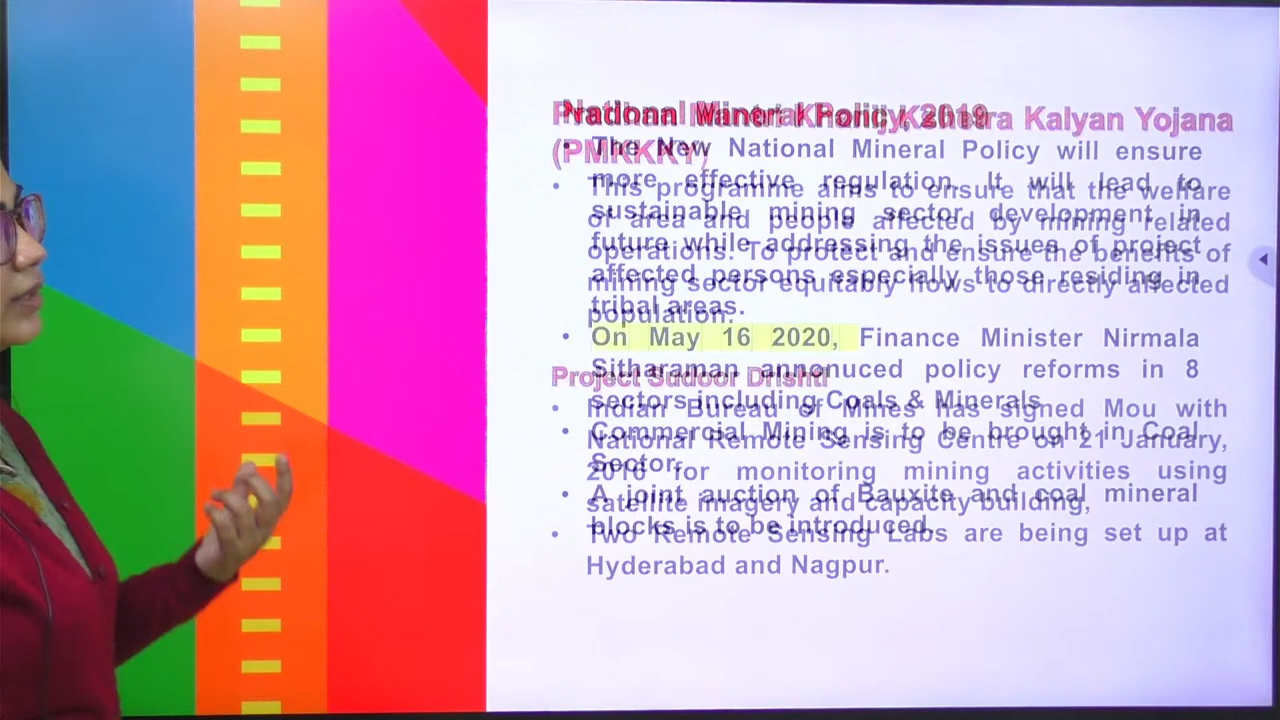 National Mineral Policy, 2019
• The New National Mineral Policy will ensure
more effective regulation. It will lead to
sustainable mining sector development in
future while addressing the issues of project
affected persons especially those residing in
tribal areas.
• On May 16 2020, Finance Minister Nirmala
Sitharaman annonuced policy reforms in 8
sectors including Coals & Minerals
• Commercial Mining is to be brought in Coal
Sector.
• A joint auction of Bauxite and coal mineral
blocks is to be introduced.
Pradhan Mantri Khanij Kshetra Kalyan Yojana
(PMKKKY)
• This programme aims to ensure that the welfare
of area and people affected by mining related
operations. To protect and ensure the benefits of
mining sector equitably flows to directly affected
population.
Project Sudoor Drishti
• Indian Bureau of Mines has signed Mou with
National Remote Sensing Centre on 21 January,
2016 for monitoring mining activities using
satellite imagery and capacity building,
• Two Remote Sensing Labs are being set up at
Hyderabad and Nagpur.